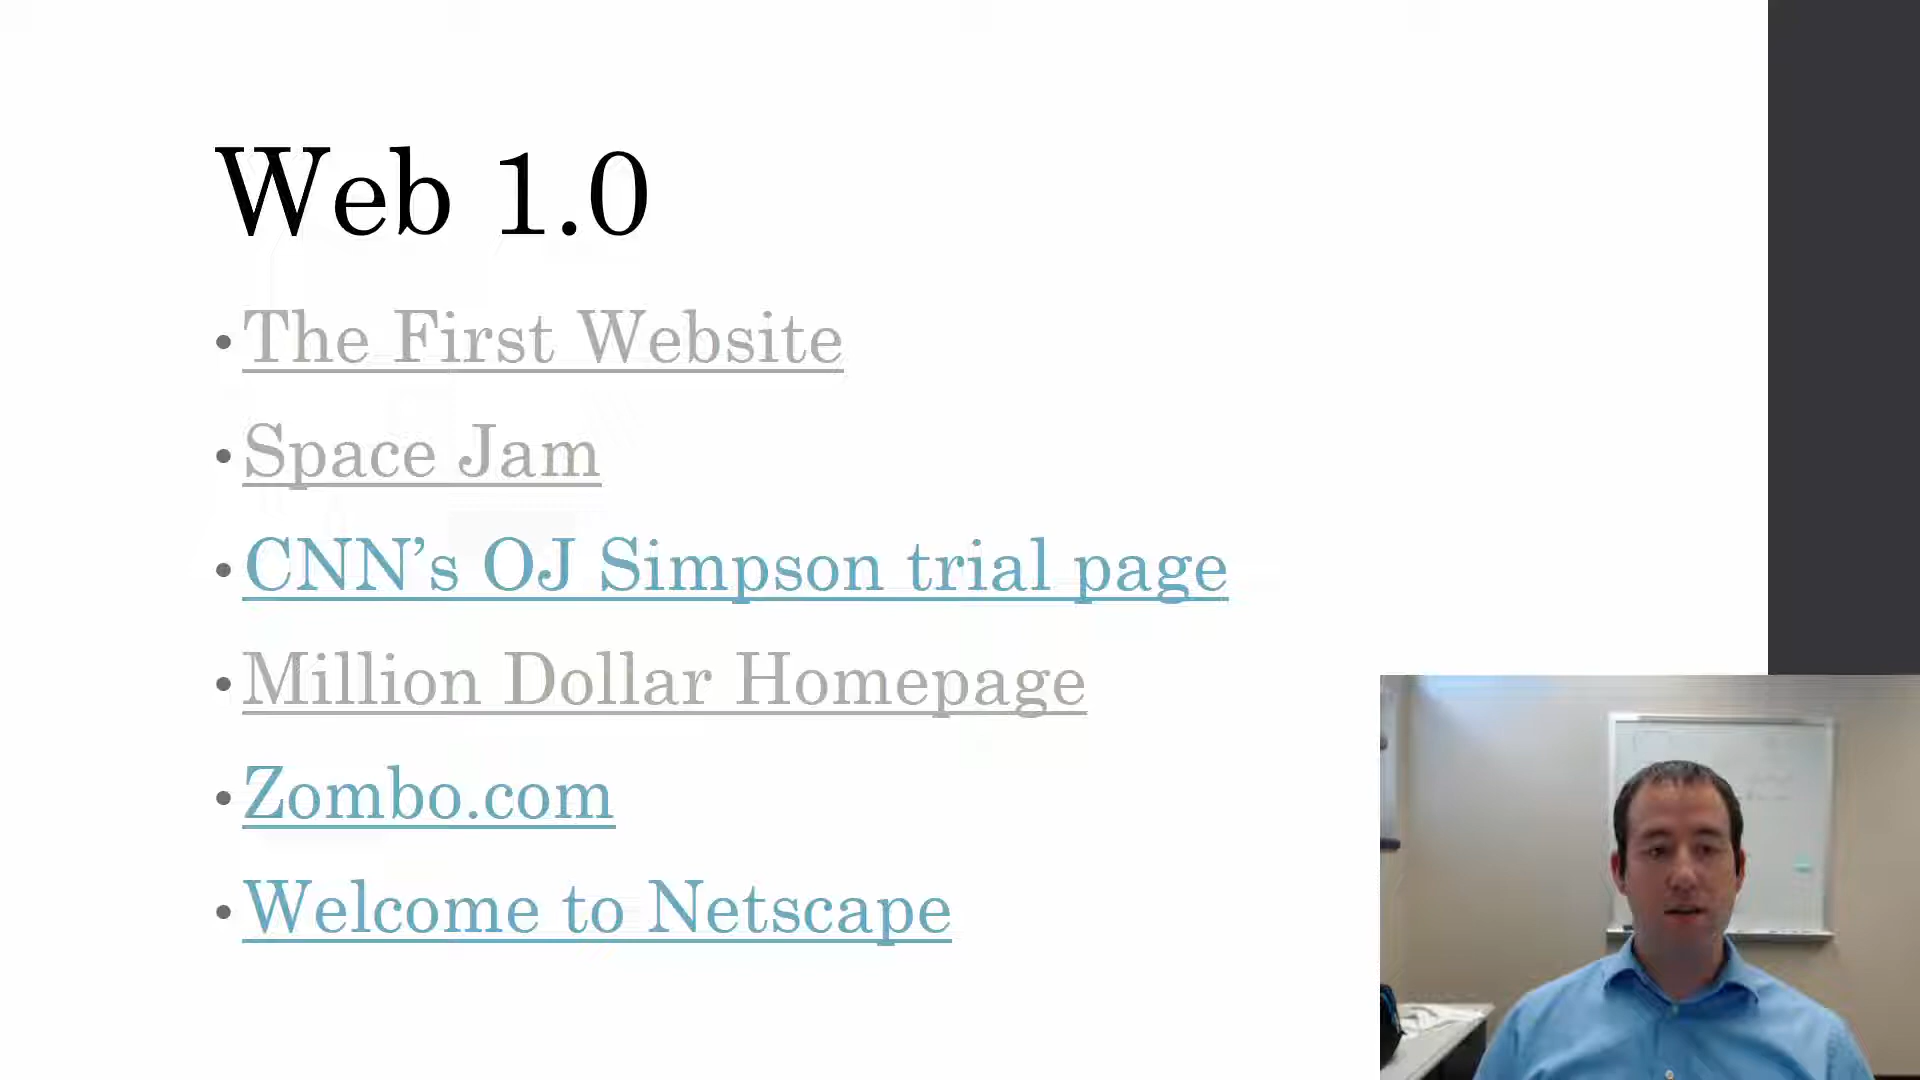 Web 1.0
• The First Website
• Space Jam
• CNN’s OJ Simpson trial page
• Million Dollar Homepage
• Zombo.com
• Welcome to Netscape